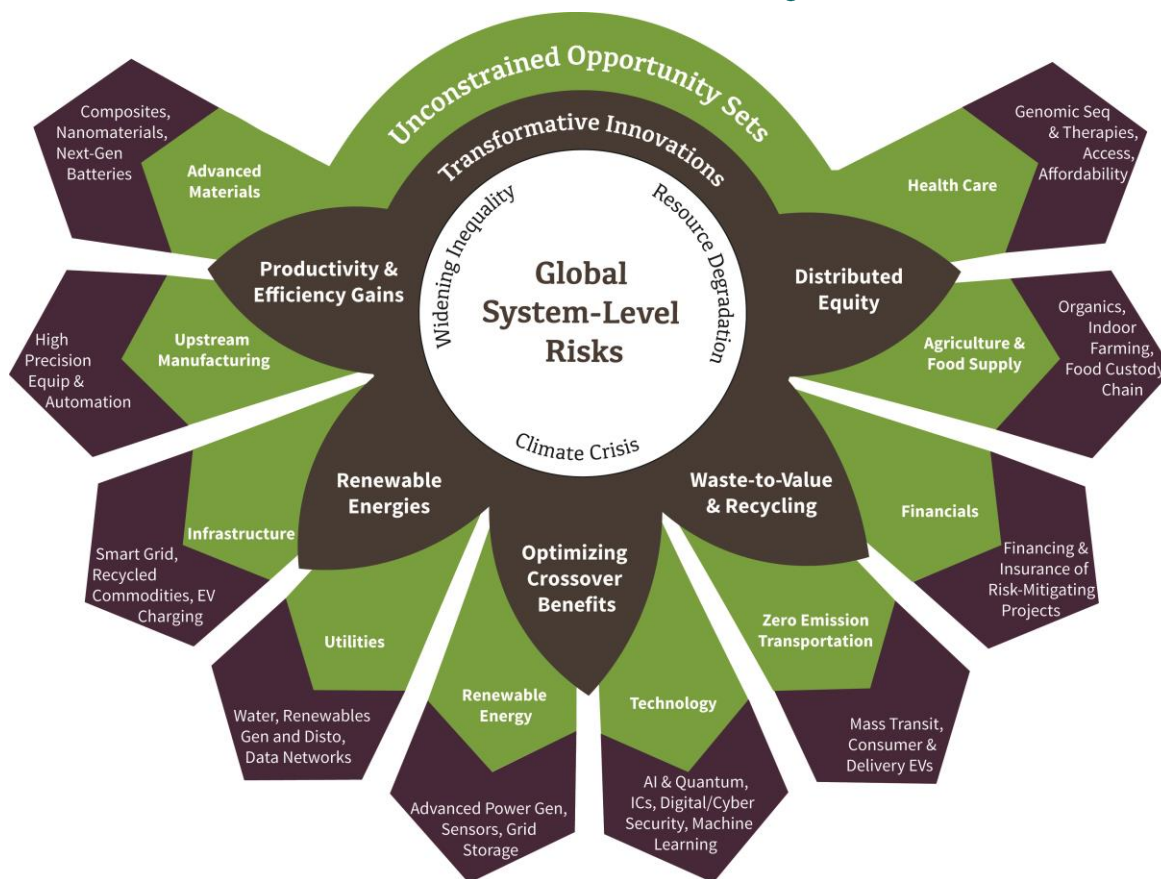 Unconstrained Opportunity Sets
Transformative Innovations
Widening Inequality
Resource Degradation
Climate Crisis
Global
System-Level
Risks
Productivity &
Efficiency Gains
Renewable
Energies
Optimizing
Crossover
Benefits
Waste-to-Value
& Recycling
Distributed
Equity
Composites,
Nanomaterials,
Next-Gen
Batteries
Advanced
Materials
High
Precision
Equip &
Automation
Upstream
Manufacturing
Smart Grid,
Recycled
Commodities, EV
Charging
Infrastructure
Water, Renewables
Gen and Disto,
Data Networks
Utilities
Advanced Power Gen,
Sensors, Grid
Storage
Renewable
Energy
AI & Quantum,
ICs, Digital/Cyber
Security, Machine
Learning
Technology
Mass Transit,
Consumer &
Delivery EVs
Zero Emission
Transportation
Financing &
Insurance of
Risk-Mitigating
Projects
Financials
Organics,
Indoor
Farming,
Food Custody
Chain
Agriculture &
Food Supply
Genomic Seq
& Therapies,
Access,
Affordability
Health Care